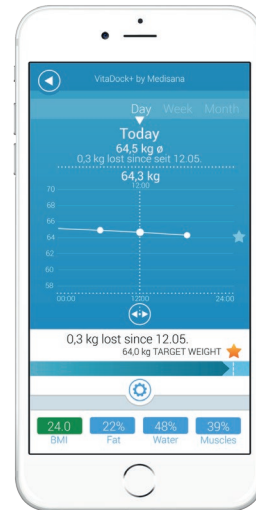 VitaDock+ by Medisana
Day Week Month
Today
64,5 kg ø
0,3 kg lost since seit 12.05.
64,3 kg
12:00
70
68
66
64
62
60
58
00:00 12:00 24:00
0,3 kg lost since 12.05.
64,0 kg TARGET WEIGHT
24.0 22% 48% 39%
BMI Fat Water Muscles